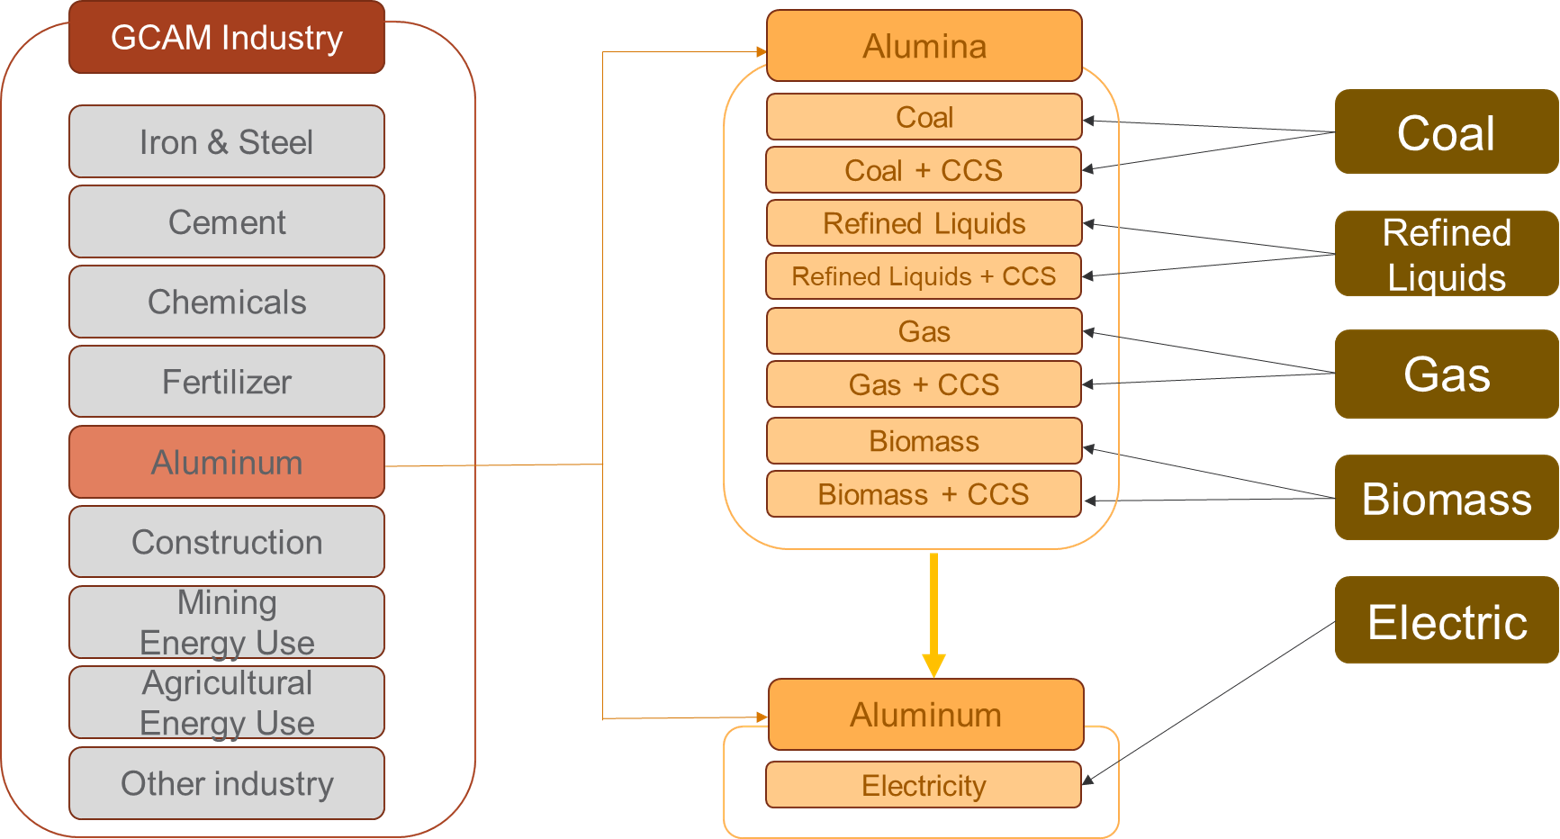 GCAM Industry
Iron & Steel
Cement
Chemicals
Fertilizer
Aluminum
Construction
Mining
Energy Use
Agricultural
Energy Use
Other industry
Alumina
Coal
Coal + CCS
Refined Liquids
Refined Liquids + CCS
Gas
Gas + CCS
Biomass
Biomass + CCS
Aluminum
Electricity
Coal
Refined
Liquids
Gas
Biomass
Electric